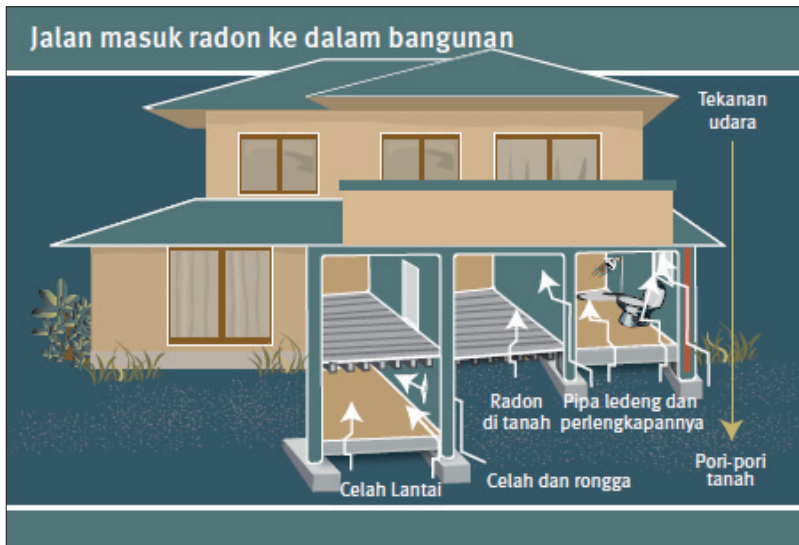 Jalan masuk radon ke dalam bangunan
Tekanan
udara
Radon
di tanah
Pipa ledeng dan
perlengkapannya
Pori-pori
tanah
Celah dan rongga
Celah Lantai